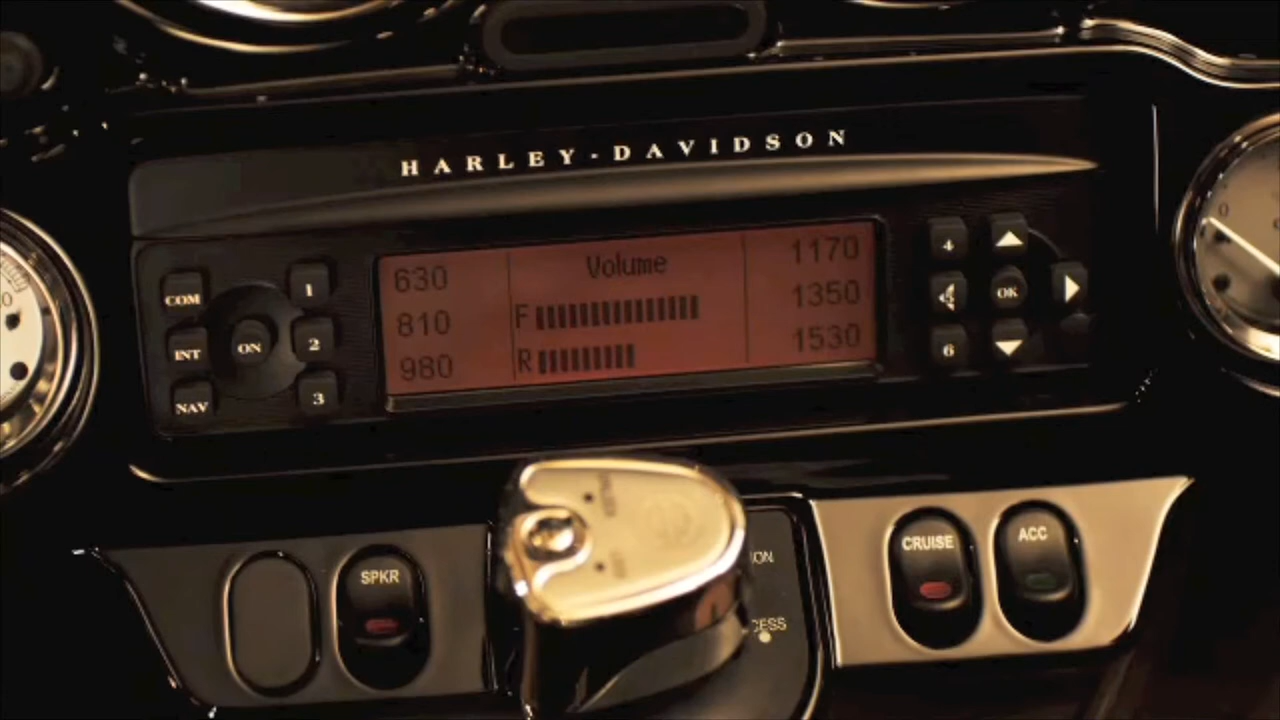 HARLEY-DAVIDSON
COM
INT
NAV
ON
1
2
3
630
810
980
Volume
F
R
1170
1350
1530
4
6
OK
SPKR
CRUISE
ACC